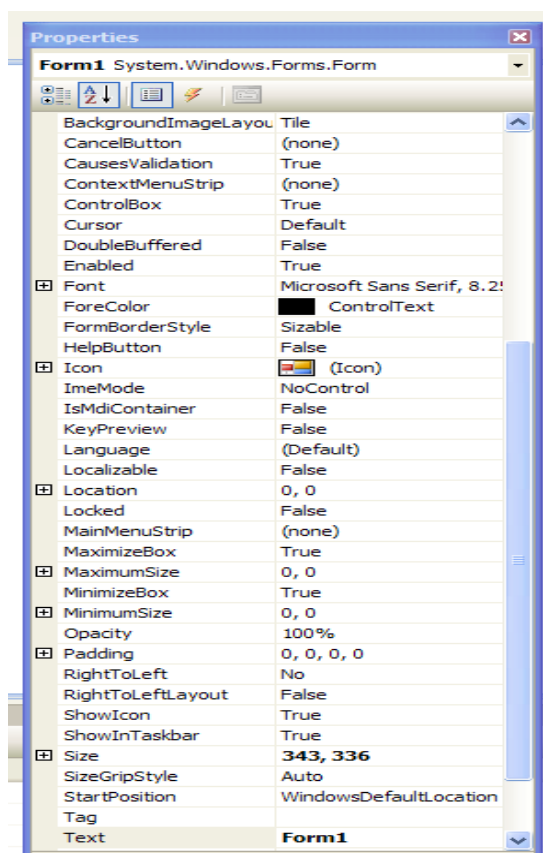 Properties
Form1 System.Windows.Forms.Form
BackgroundImageLayou Tile
CancelButton (none)
CausesValidation True
ContextMenuStrip (none)
ControlBox True
Cursor Default
DoubleBuffered False
Enabled True
Font Microsoft Sans Serif, 8.25
ForeColor ControlText
FormBorderStyle Sizable
HelpButton False
Icon (Icon)
ImeMode NoControl
IsMdiContainer False
KeyPreview False
Language (Default)
Localizable False
Location 0, 0
Locked False
MainMenuStrip (none)
MaximizeBox True
MaximumSize 0, 0
MinimizeBox True
MinimumSize 0, 0
Opacity 100%
Padding 0, 0, 0, 0
RightToLeft No
RightToLeftLayout False
ShowIcon True
ShowInTaskbar True
Size 343, 336
SizeGripStyle Auto
StartPosition WindowsDefaultLocation
Tag
Text Form1